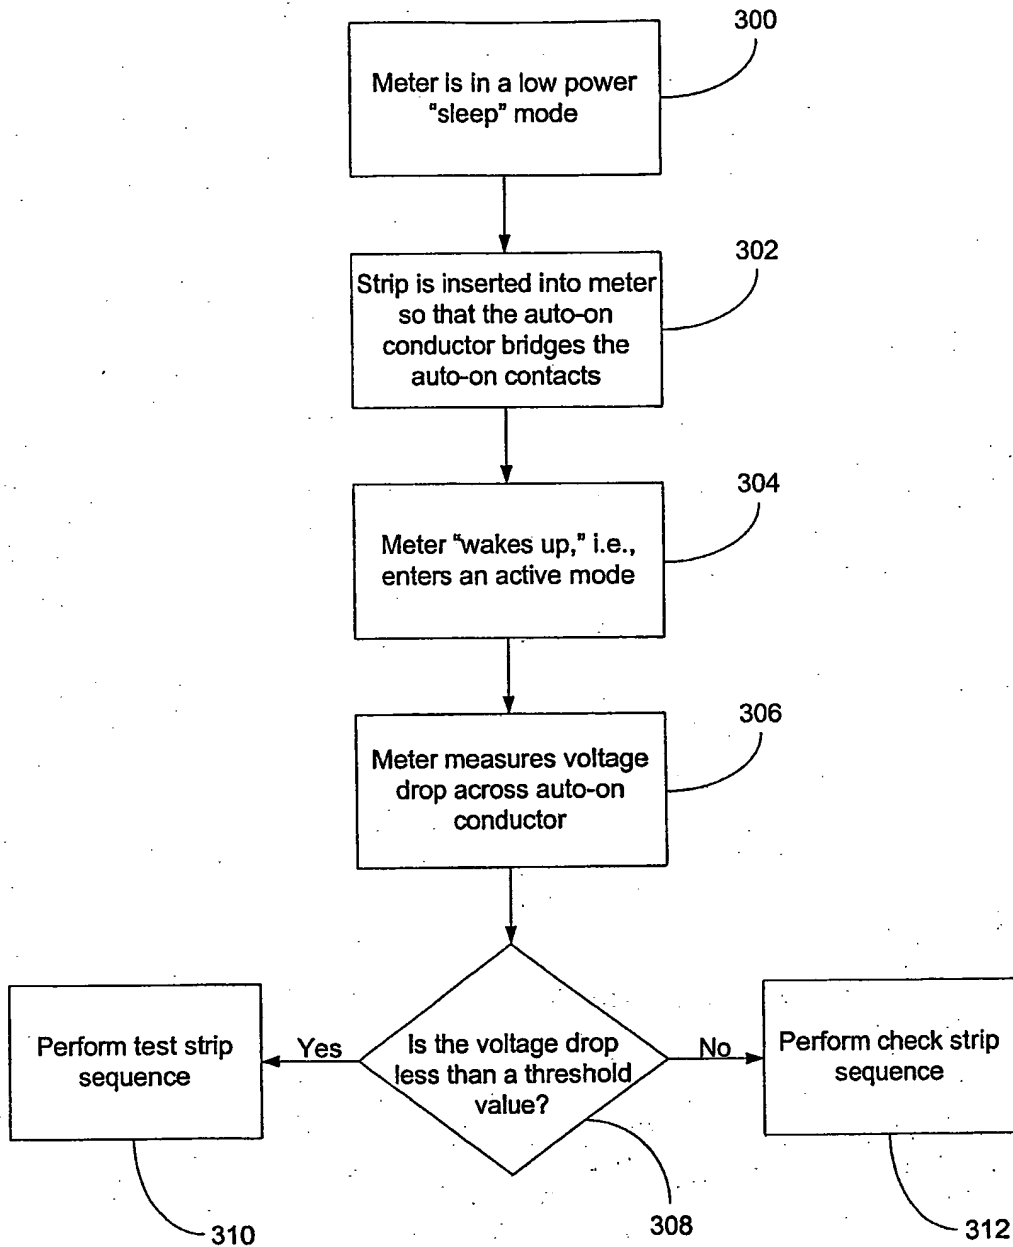 300
Meter is in a low power
"sleep" mode
302
Strip is inserted into meter
so that the auto-on
conductor bridges the
auto-on contacts
304
Meter "wakes up," i.e.,
enters an active mode
306
Meter measures voltage
drop across auto-on
conductor
Perform test strip
sequence
Yes
Is the voltage drop
less than a threshold
value?
No
Perform check strip
sequence
310
308
312